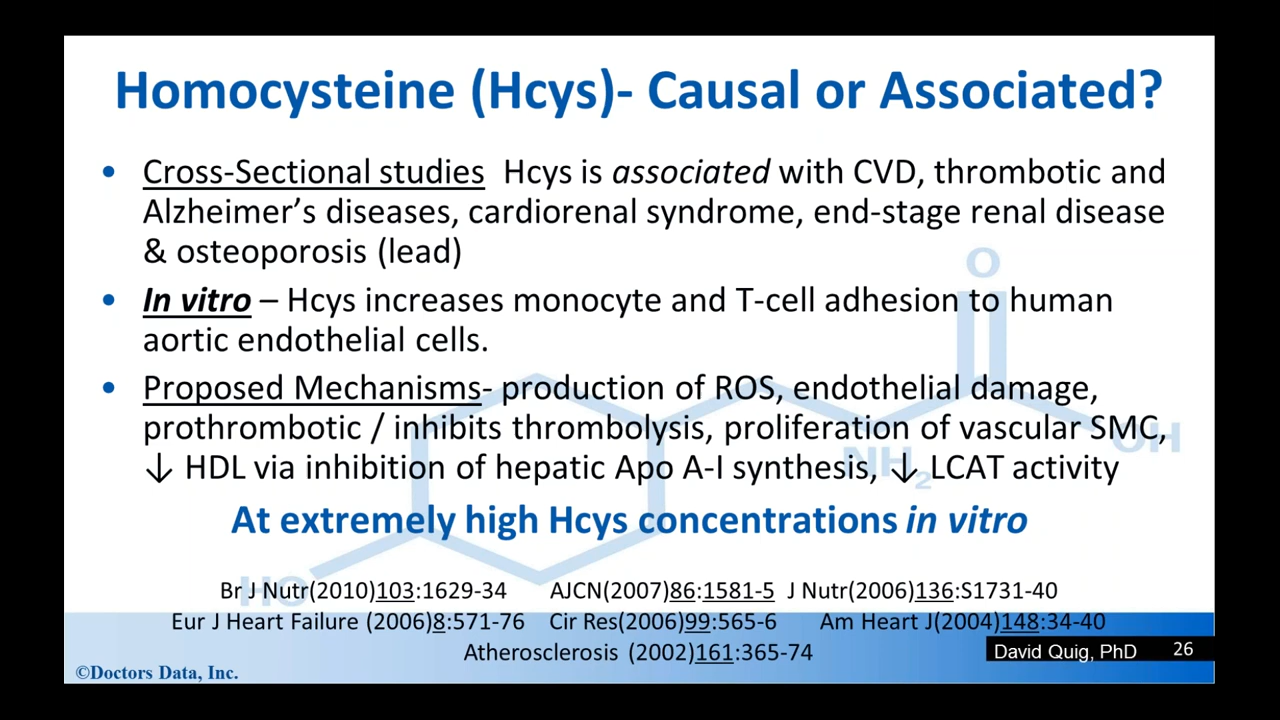 Homocysteine (Hcys)- Causal or Associated?
• Cross-Sectional studies  Hcys is associated with CVD, thrombotic and
Alzheimer’s diseases, cardiorenal syndrome, end-stage renal disease
& osteoporosis (lead)
• In vitro – Hcys increases monocyte and T-cell adhesion to human
aortic endothelial cells.
• Proposed Mechanisms- production of ROS, endothelial damage,
prothrombotic / inhibits thrombolysis, proliferation of vascular SMC,
↓ HDL via inhibition of hepatic Apo A-I synthesis, ↓ LCAT activity
At extremely high Hcys concentrations in vitro
O
OH
NH2
HO
Br J Nutr(2010)103:1629-34 AJCN(2007)86:1581-5 J Nutr(2006)136:S1731-40
Eur J Heart Failure (2006)8:571-76 Cir Res(2006)99:565-6 Am Heart J(2004)148:34-40
Atherosclerosis (2002)161:365-74
David Quig, PhD 26
©Doctors Data, Inc.